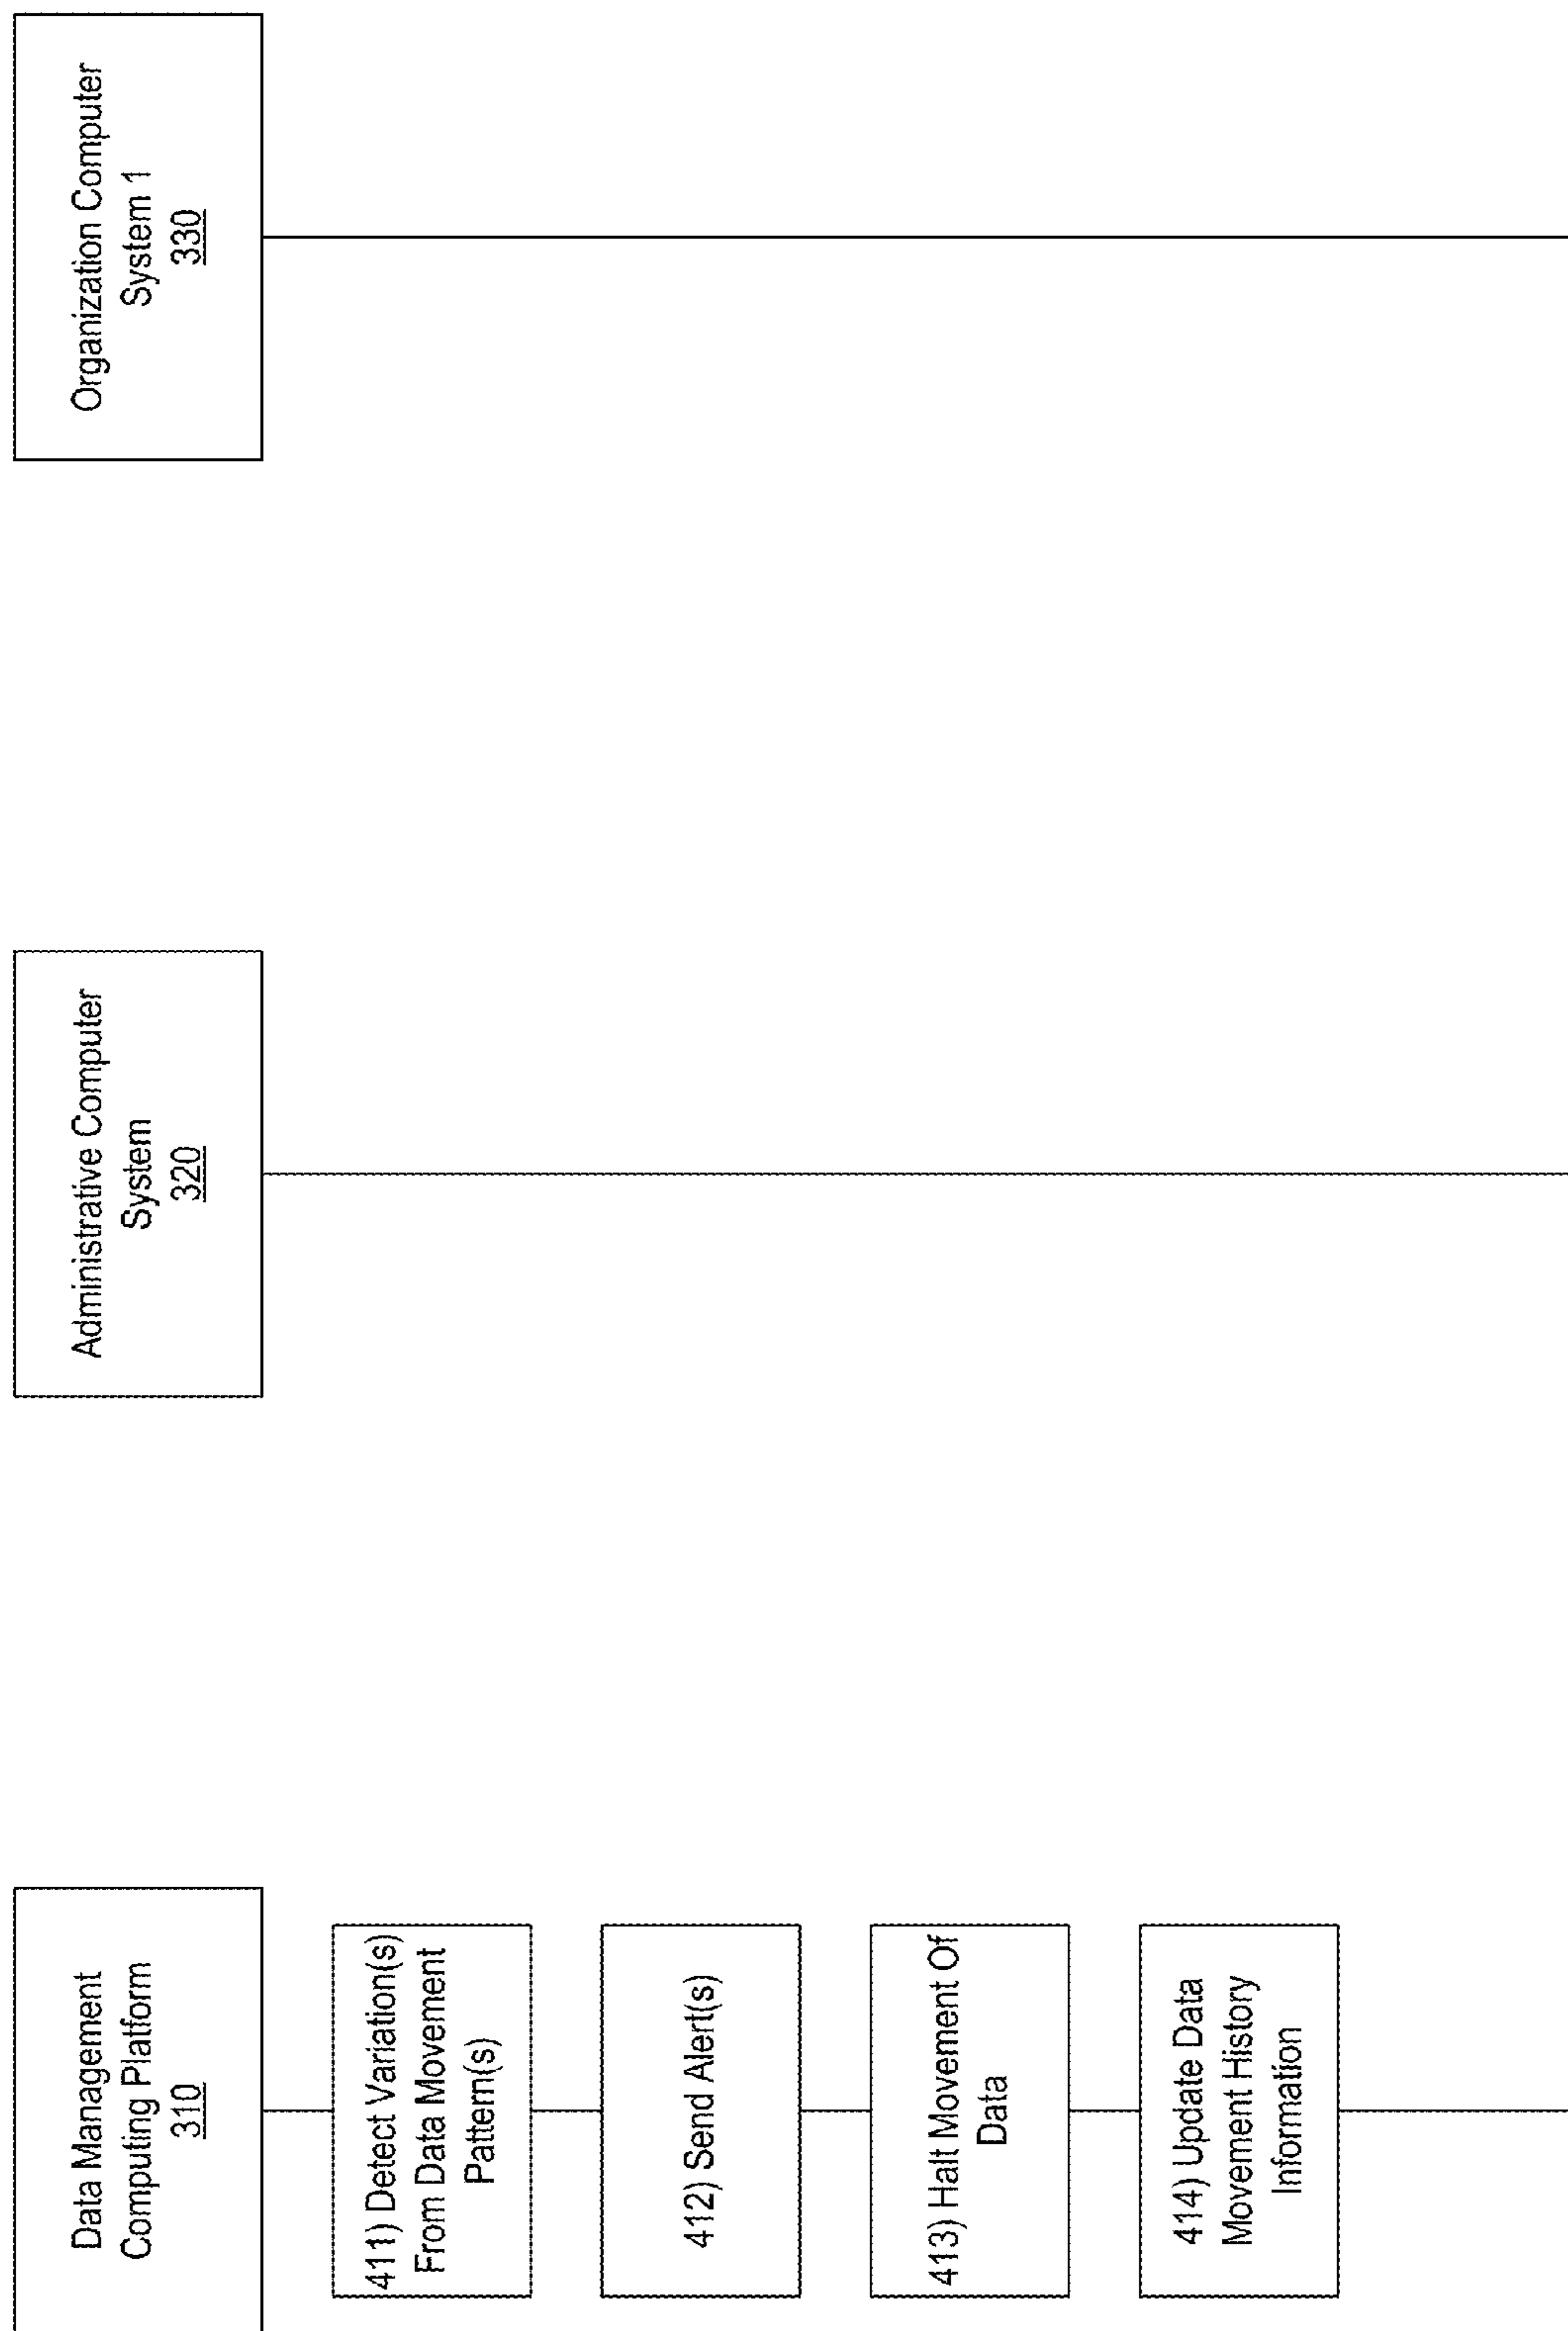 Data Management
Computing Platform
310
Administrative Computer
System
320
Organization Computer
System 1
330
411) Detect Variation(s)
From Data Movement
Pattern(s)
412) Send Alert(s)
413) Halt Movement Of
Data
414) Update Data
Movement History
Information